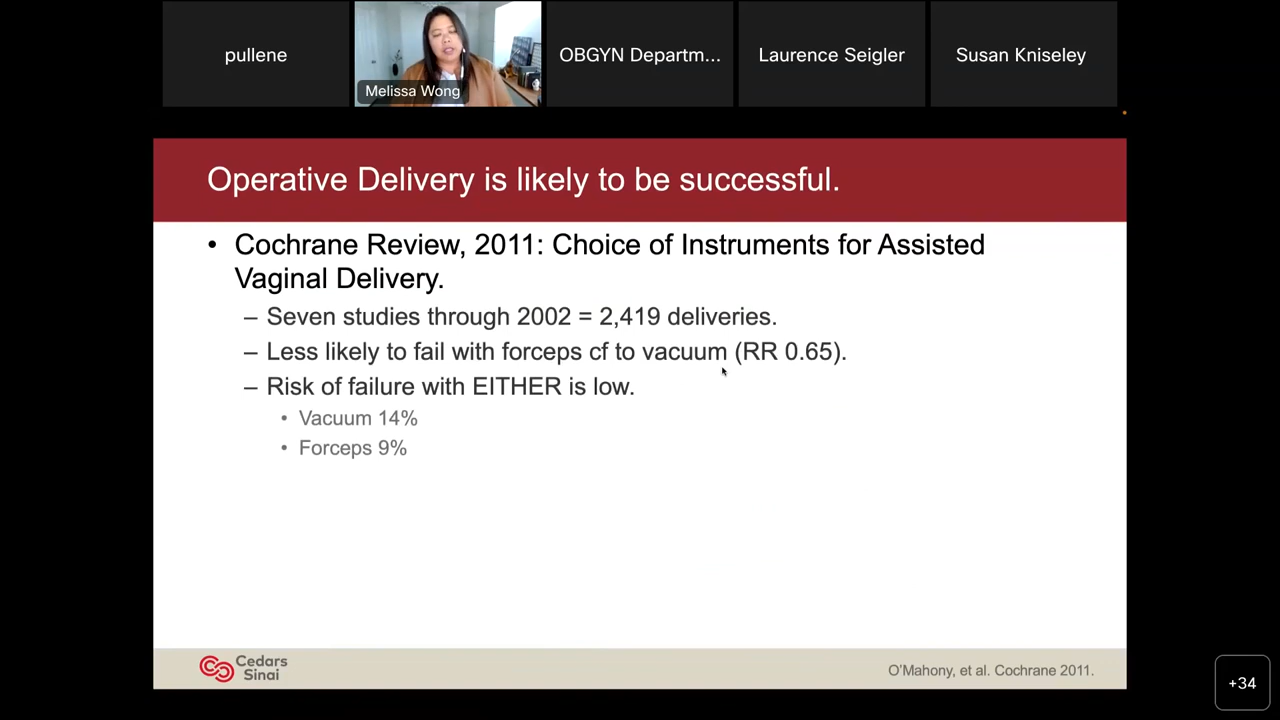 pullene
Melissa Wong
OBGYN Departm...
Laurence Seigler
Susan Kniseley
Operative Delivery is likely to be successful.
• Cochrane Review, 2011: Choice of Instruments for Assisted
Vaginal Delivery.
– Seven studies through 2002 = 2,419 deliveries.
– Less likely to fail with forceps cf to vacuum (RR 0.65).
– Risk of failure with EITHER is low.
• Vacuum 14%
• Forceps 9%
Cedars
Sinai
O'Mahony, et al. Cochrane 2011.
+34